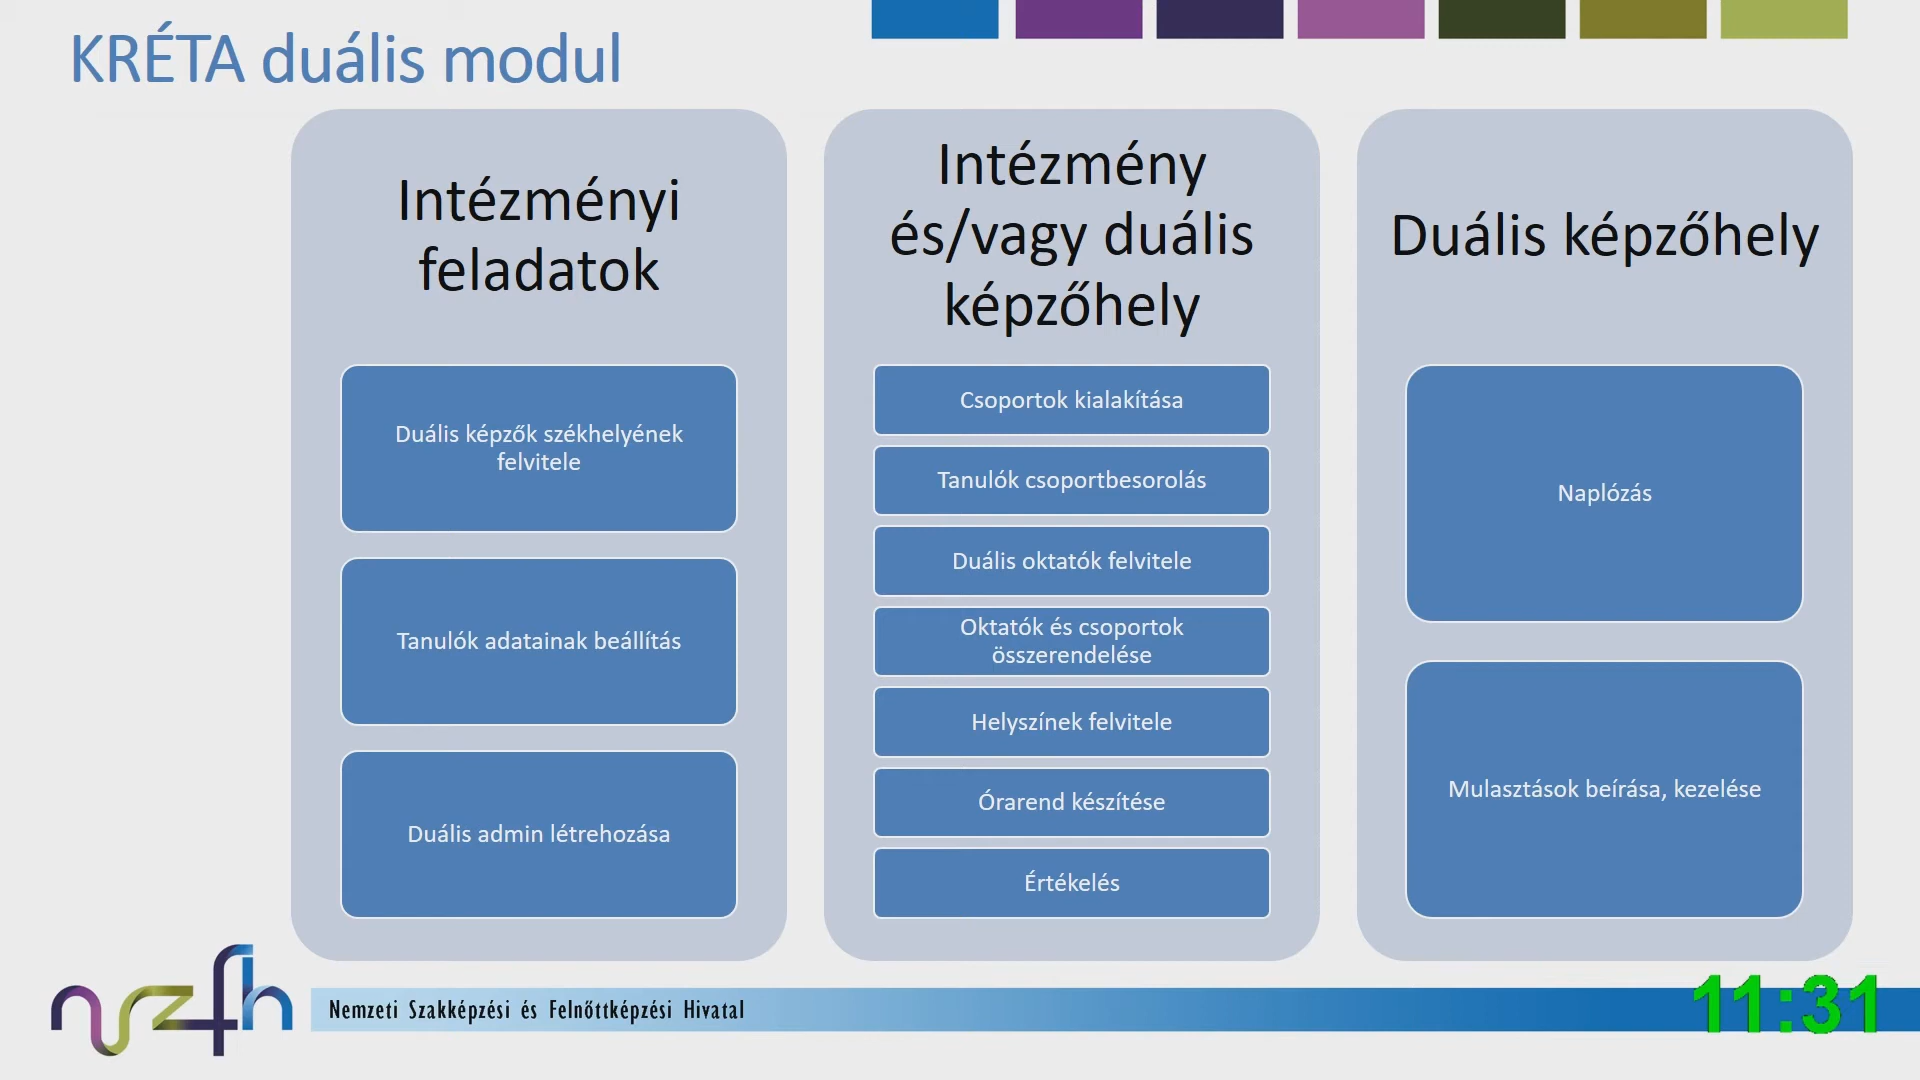 KRÉTA duális modul
Intézményi
feladatok
Duális képzők székhelyének
felvitele
Tanulók adatainak beállítás
Duális admin létrehozása
Intézmény
és/vagy duális
képzőhely
Csoportok kialakítása
Tanulók csoportbesorolás
Duális oktatók felvitele
Oktatók és csoportok
összerendelése
Helyszínek felvitele
Órarend készítése
Értékelés
Duális képzőhely
Naplózás
Mulasztások beírása, kezelése
nszfh
Nemzeti Szakképzési és Felnőttképzési Hivatal
11:31